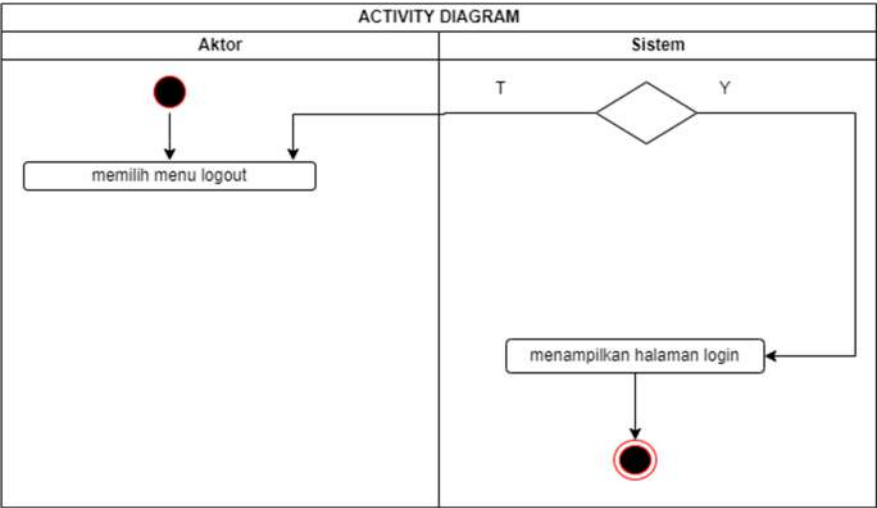 ACTIVITY DIAGRAM
Aktor
Sistem
T
Y
memilih menu logout
menampilkan halaman login